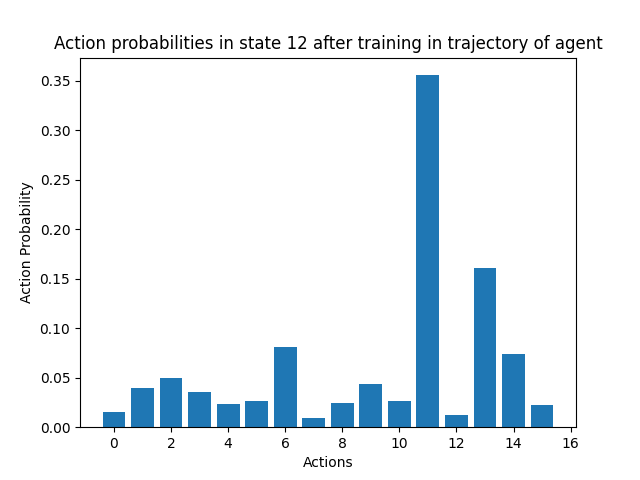 Action probabilities in state 12 after training in trajectory of agent
0.35
0.30
0.25
0.20
0.15
0.10
0.05
0.00
Action Probability
0 2 4 6 8 10 12 14 16
Actions